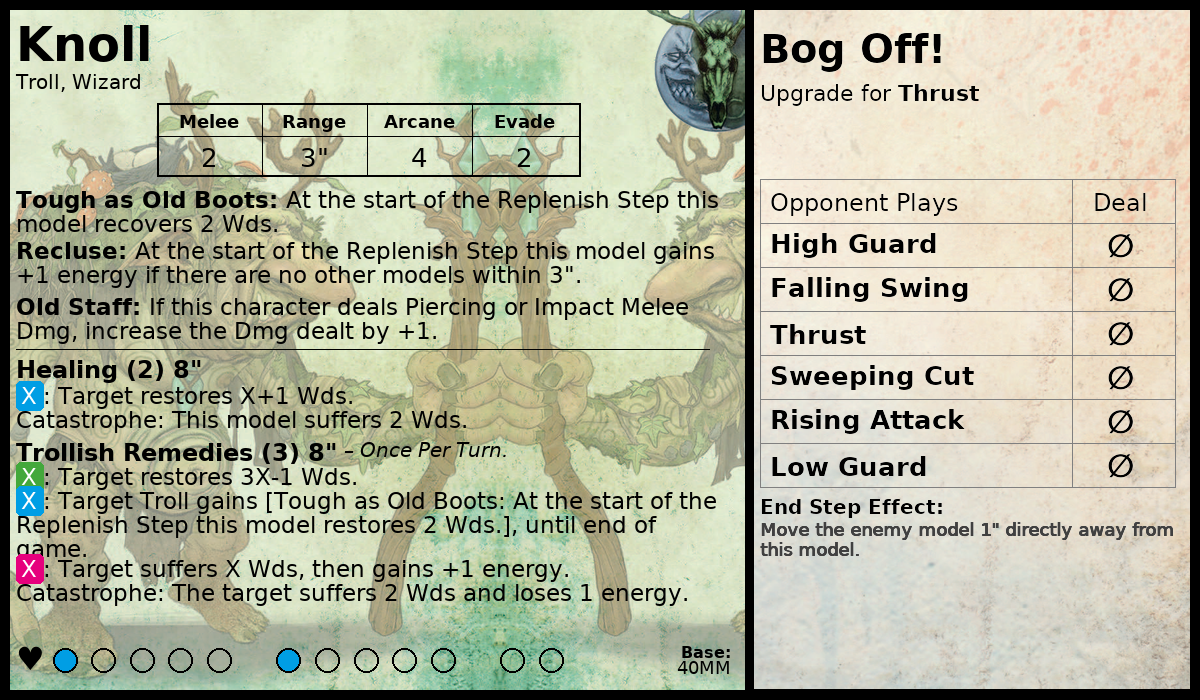 Knoll
Troll, Wizard
Melee Range Arcane Evade
2 3" 4 2
Tough as Old Boots: At the start of the Replenish Step this
model recovers 2 Wds.
Recluse: At the start of the Replenish Step this model gains
+1 energy if there are no other models within 3".
Old Staff: If this character deals Piercing or Impact Melee
Dmg, increase the Dmg dealt by +1.
Healing (2) 8"
X: Target restores X+1 Wds.
Catastrophe: This model suffers 2 Wds.
Trollish Remedies (3) 8" – Once Per Turn.
X: Target restores 3X-1 Wds.
X: Target Troll gains [Tough as Old Boots: At the start of the
Replenish Step this model restores 2 Wds.], until end of
game.
X: Target suffers X Wds, then gains +1 energy.
Catastrophe: The target suffers 2 Wds and loses 1 energy.
Base:
40MM
Bog Off!
Upgrade for Thrust
Opponent Plays Deal
High Guard ∅
Falling Swing ∅
Thrust ∅
Sweeping Cut ∅
Rising Attack ∅
Low Guard ∅
End Step Effect:
Move the enemy model 1" directly away from
this model.